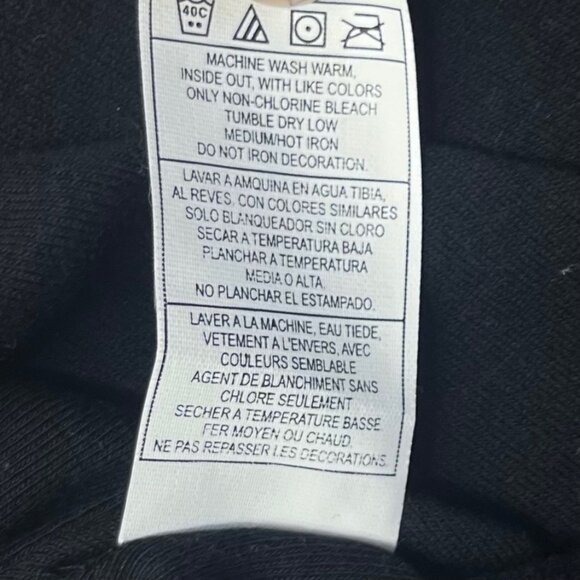 40C
MACHINE WASH WARM,
INSIDE OUT, WITH LIKE COLORS
ONLY NON-CHLORINE BLEACH
TUMBLE DRY LOW
MEDIUM/HOT IRON
DO NOT IRON DECORATION.
LAVAR A AMQUINA EN AGUA TIBIA,
AL REVES, CON COLORES SIMILARES
SOLO BLANQUEADOR SIN CLORO
SECAR A TEMPERATURA BAJA
PLANCHAR A TEMPERATURA
MEDIA O ALTA.
NO PLANCHAR EL ESTAMPADO.
LAVER A LA MACHINE, EAU TIEDE,
VETEMENT A L'ENVERS, AVEC
COULEURS SEMBLABLE
AGENT DE BLANCHIMENT SANS
CHLORE SEULEMENT
SECHER A TEMPERATURE BASSE
FER MOYEN OU CHAUD
NE PAS REPASSER LES DECORATIONS.